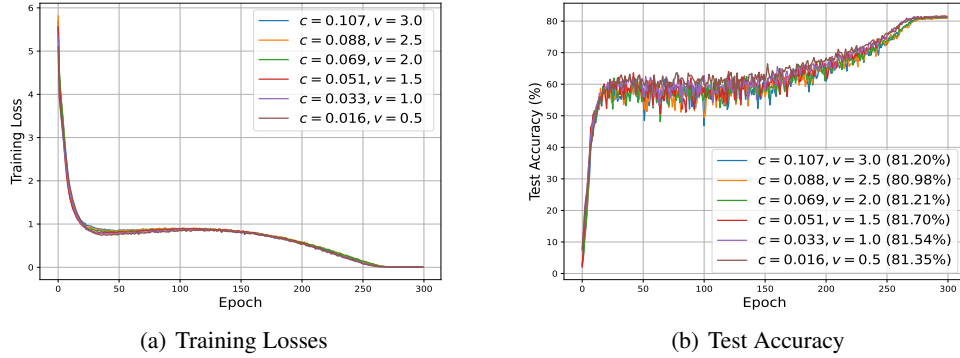 6
5
4
3
2
1
0
Training Loss
0
50
100
150
200
250
300
Epoch
c = 0.107, v = 3.0
c = 0.088, v = 2.5
c = 0.069, v = 2.0
c = 0.051, v = 1.5
c = 0.033, v = 1.0
c = 0.016, v = 0.5
(a) Training Losses
80
70
60
50
40
30
20
10
0
Test Accuracy (%)
0
50
100
150
200
250
300
Epoch
c = 0.107, v = 3.0 (81.20%)
c = 0.088, v = 2.5 (80.98%)
c = 0.069, v = 2.0 (81.21%)
c = 0.051, v = 1.5 (81.70%)
c = 0.033, v = 1.0 (81.54%)
c = 0.016, v = 0.5 (81.35%)
(b) Test Accuracy